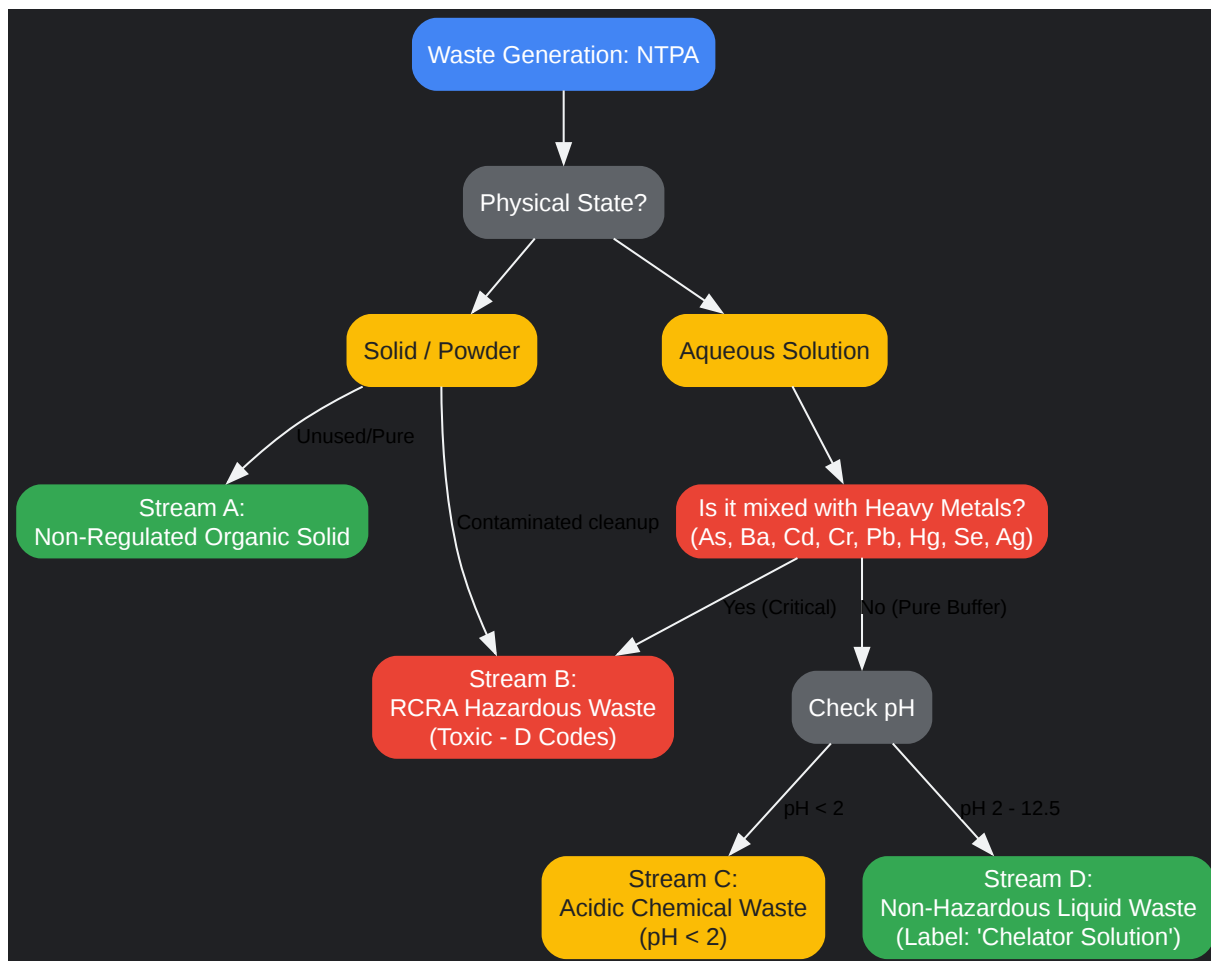 Waste Generation: NTPA
Physical State?
Solid / Powder
Aqueous Solution
Unused/Pure
Stream A:
Non-Regulated Organic Solid
Contaminated cleanup
Is it mixed with Heavy Metals?
(As, Ba, Cd, Cr, Pb, Hg, Se, Ag)
Yes (Critical)
No (Pure Buffer)
Stream B:
RCRA Hazardous Waste
(Toxic - D Codes)
Check pH
pH < 2
pH 2 - 12.5
Stream C:
Acidic Chemical Waste
(pH < 2)
Stream D:
Non-Hazardous Liquid Waste
(Label: 'Chelator Solution')